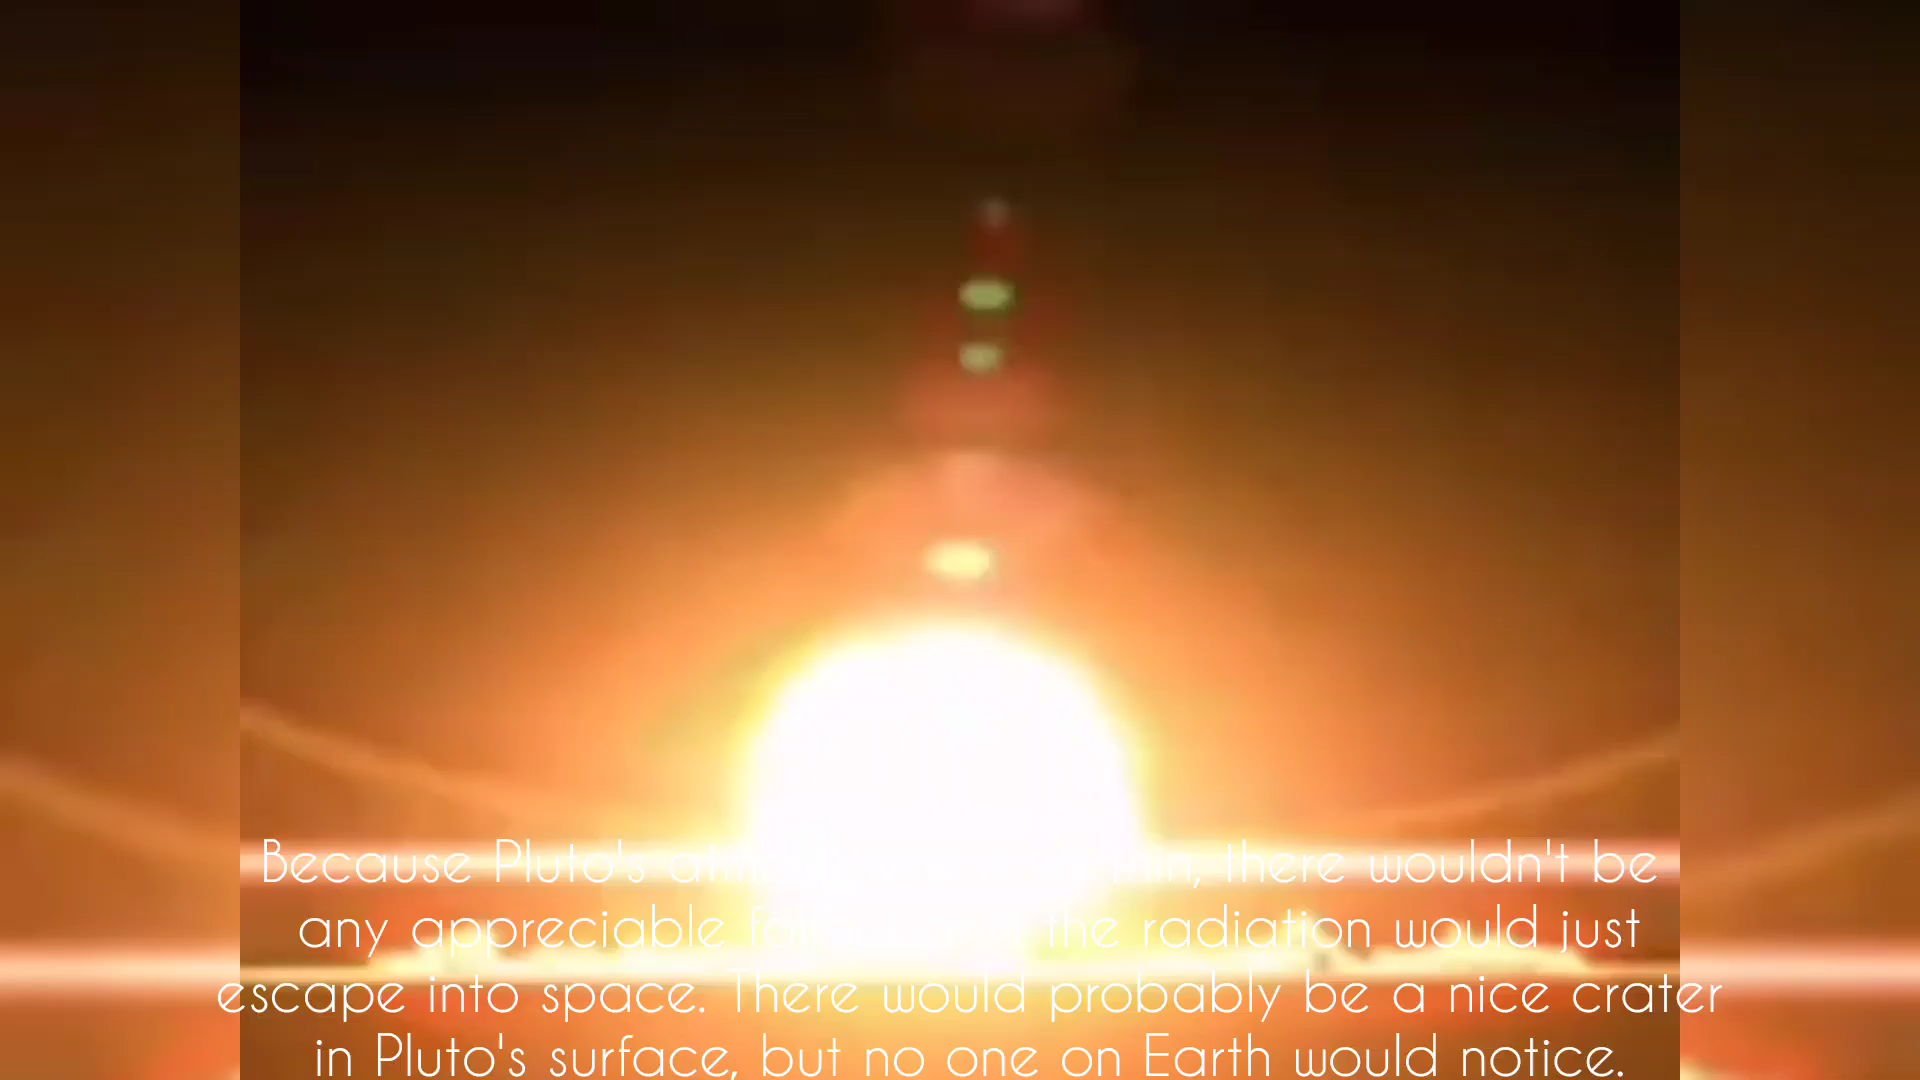 Because Pluto's thin, there wouldn't be
any appreciable the radiation would just
escape into space. There would probably be a nice crater
in Pluto's surface, but no one on Earth would notice.